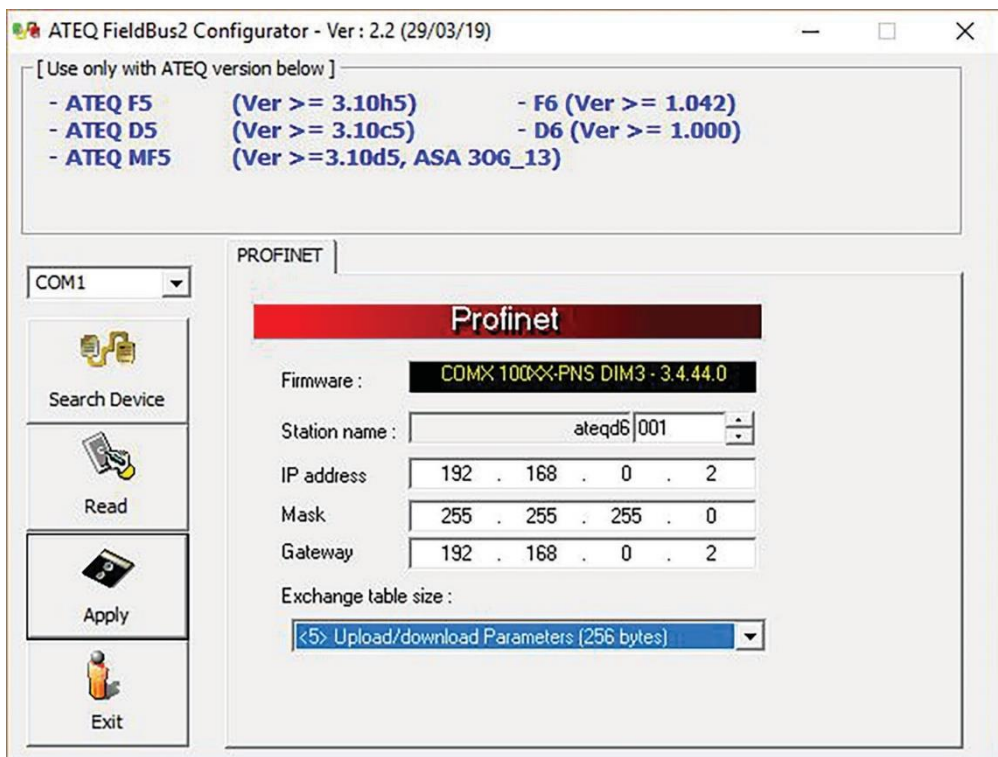 ATEQ FieldBus2 Configurator - Ver : 2.2 (29/03/19)
[ Use only with ATEQ version below ]
- ATEQ F5 (Ver >= 3.10h5) - F6 (Ver >= 1.042)
- ATEQ D5 (Ver >= 3.10c5) - D6 (Ver >= 1.000)
- ATEQ MF5 (Ver >=3.10d5, ASA 3OG_13)
COM1
Search Device
Read
Apply
Exit
PROFINET
Profinet
Firmware : COMX 100XX-PNS DIM3 - 3.4.44.0
Station name : ateqd6 001
IP address 192 . 168 . 0 . 2
Mask 255 . 255 . 255 . 0
Gateway 192 . 168 . 0 . 2
Exchange table size :
<5> Upload/download Parameters (256 bytes)